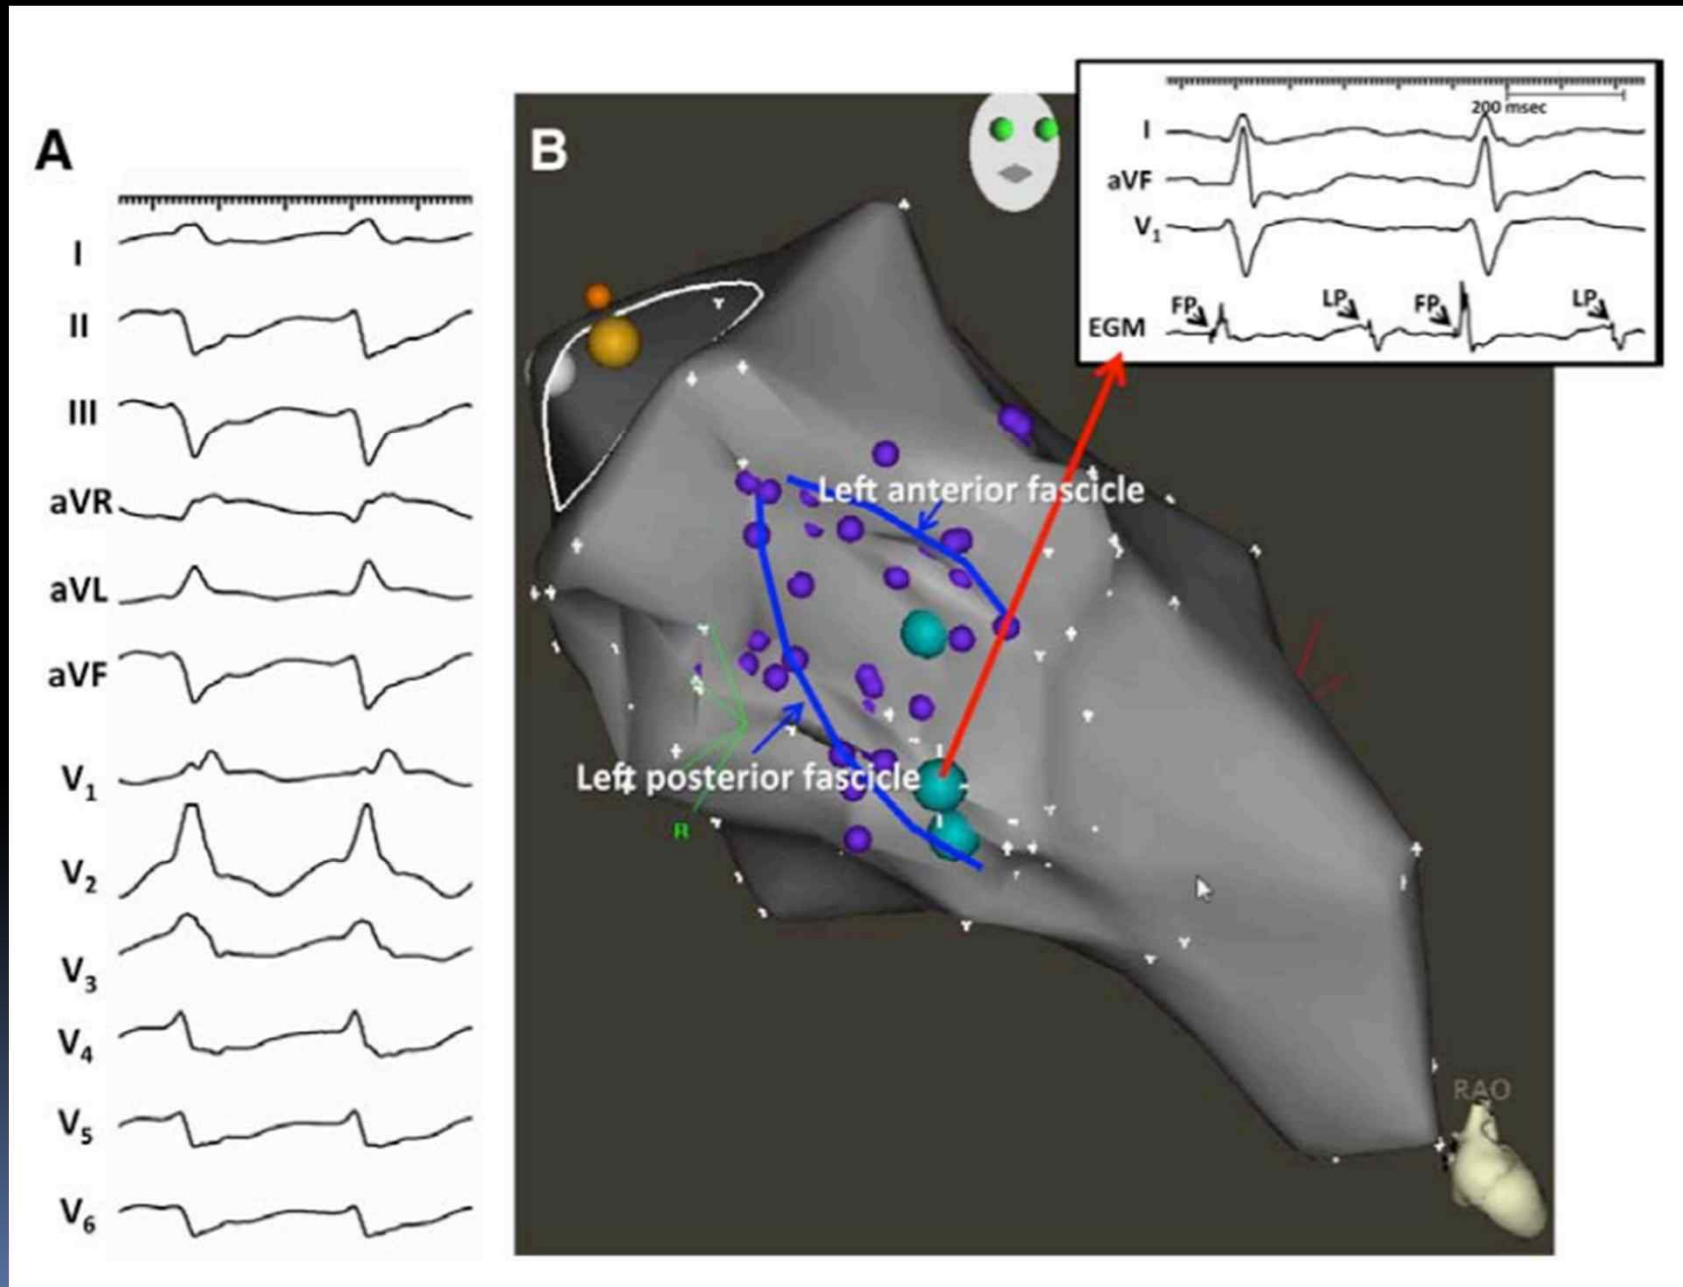 A
I
II
III
aVR
aVL
aVF
V1
V2
V3
V4
V5
V6
B
Left anterior fascicle
Left posterior fascicle
R
RAO
200 msec
I
aVF
V1
EGM
FP
LP
FP
LP